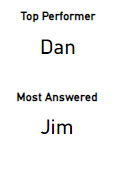 Top Performer
Dan
Most Answered
Jim